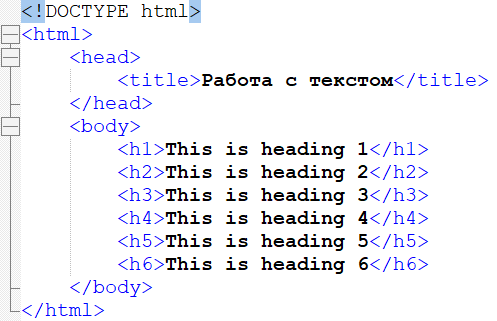 <!DOCTYPE html>
<html>
<head>
<title>Работа с текстом</title>
</head>
<body>
<h1>This is heading 1</h1>
<h2>This is heading 2</h2>
<h3>This is heading 3</h3>
<h4>This is heading 4</h4>
<h5>This is heading 5</h5>
<h6>This is heading 6</h6>
</body>
</html>